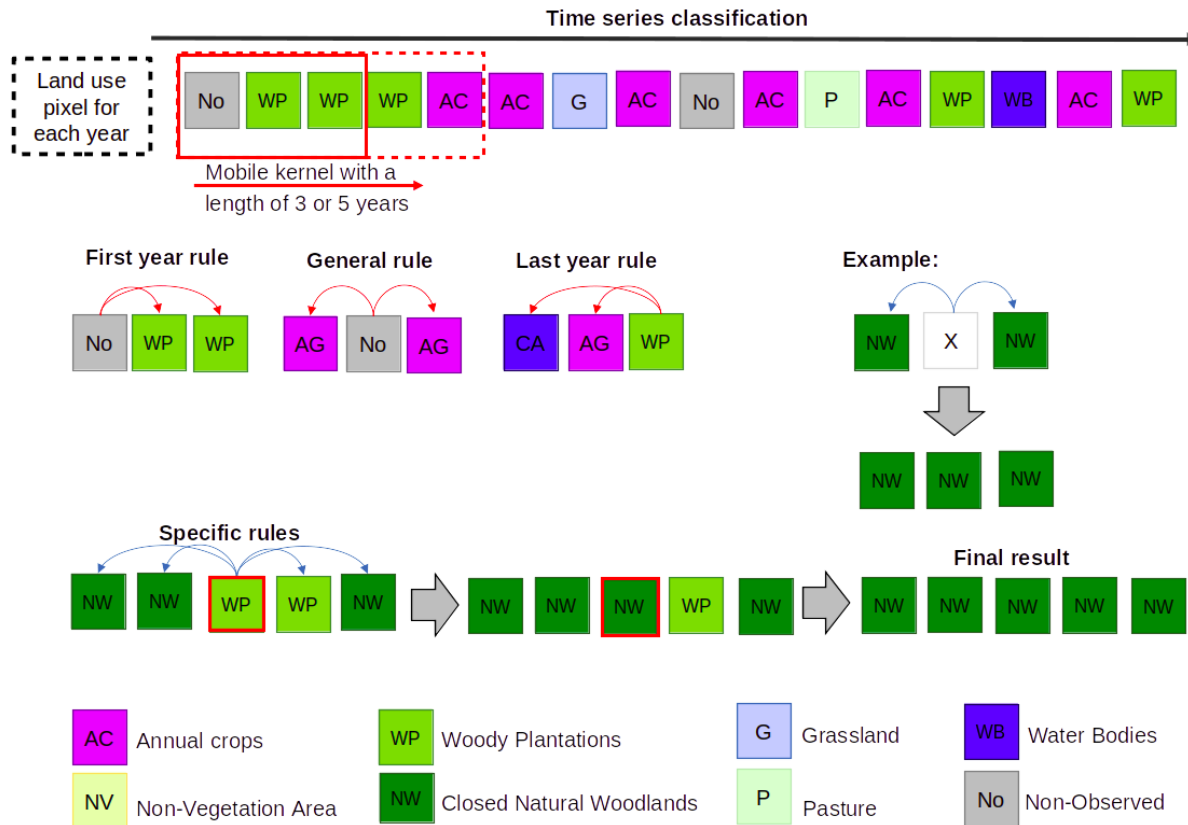 Time series classification
Land use
pixel for
each year
No WP WP WP AC AC G AC No AC P AC WP WB AC WP
Mobile kernel with a
length of 3 or 5 years
First year rule General rule Last year rule Example:
No WP WP AG No AG CA AG WP NW X NW
NW NW NW
Specific rules
Final result
NW NW WP WP NW NW NW NW WP NW NW NW NW NW NW
AC Annual crops WP Woody Plantations G Grassland WB Water Bodies
NV Non-Vegetation Area NW Closed Natural Woodlands P Pasture No Non-Observed